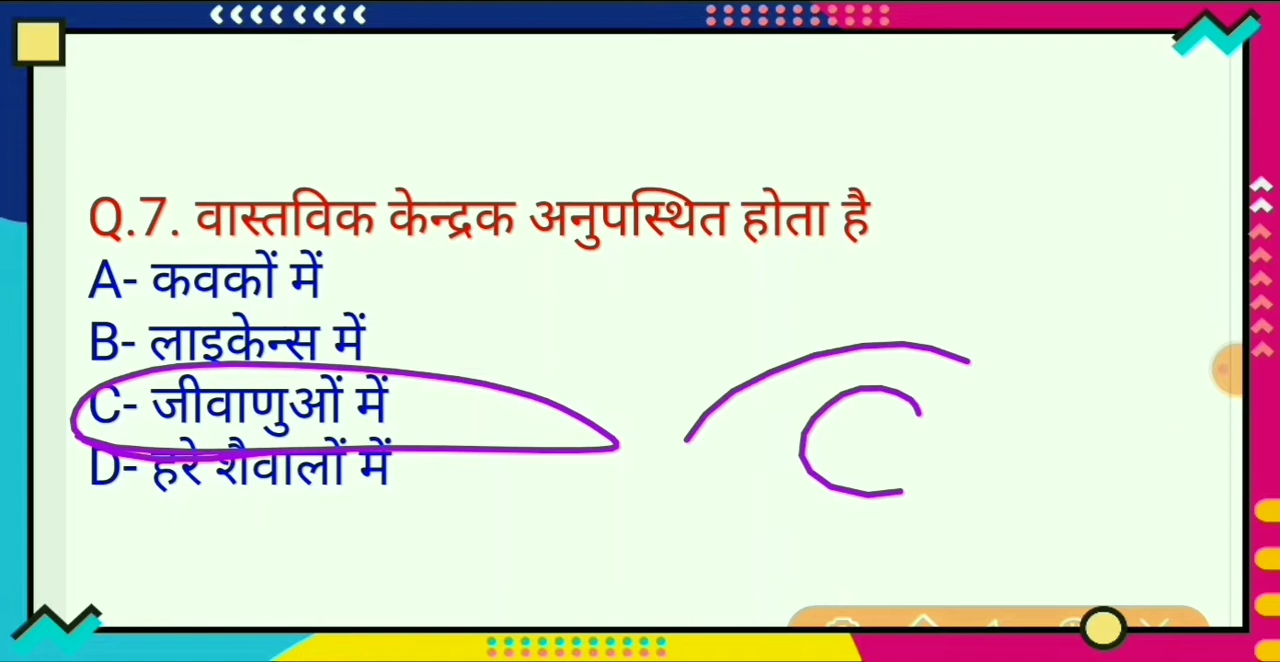 Q.7. वास्तविक केन्द्रक अनुपस्थित होता है
A- कवकों में
B- लाइकेन्स में
C- जीवाणुओं में
D- हरे शैवालों में
C